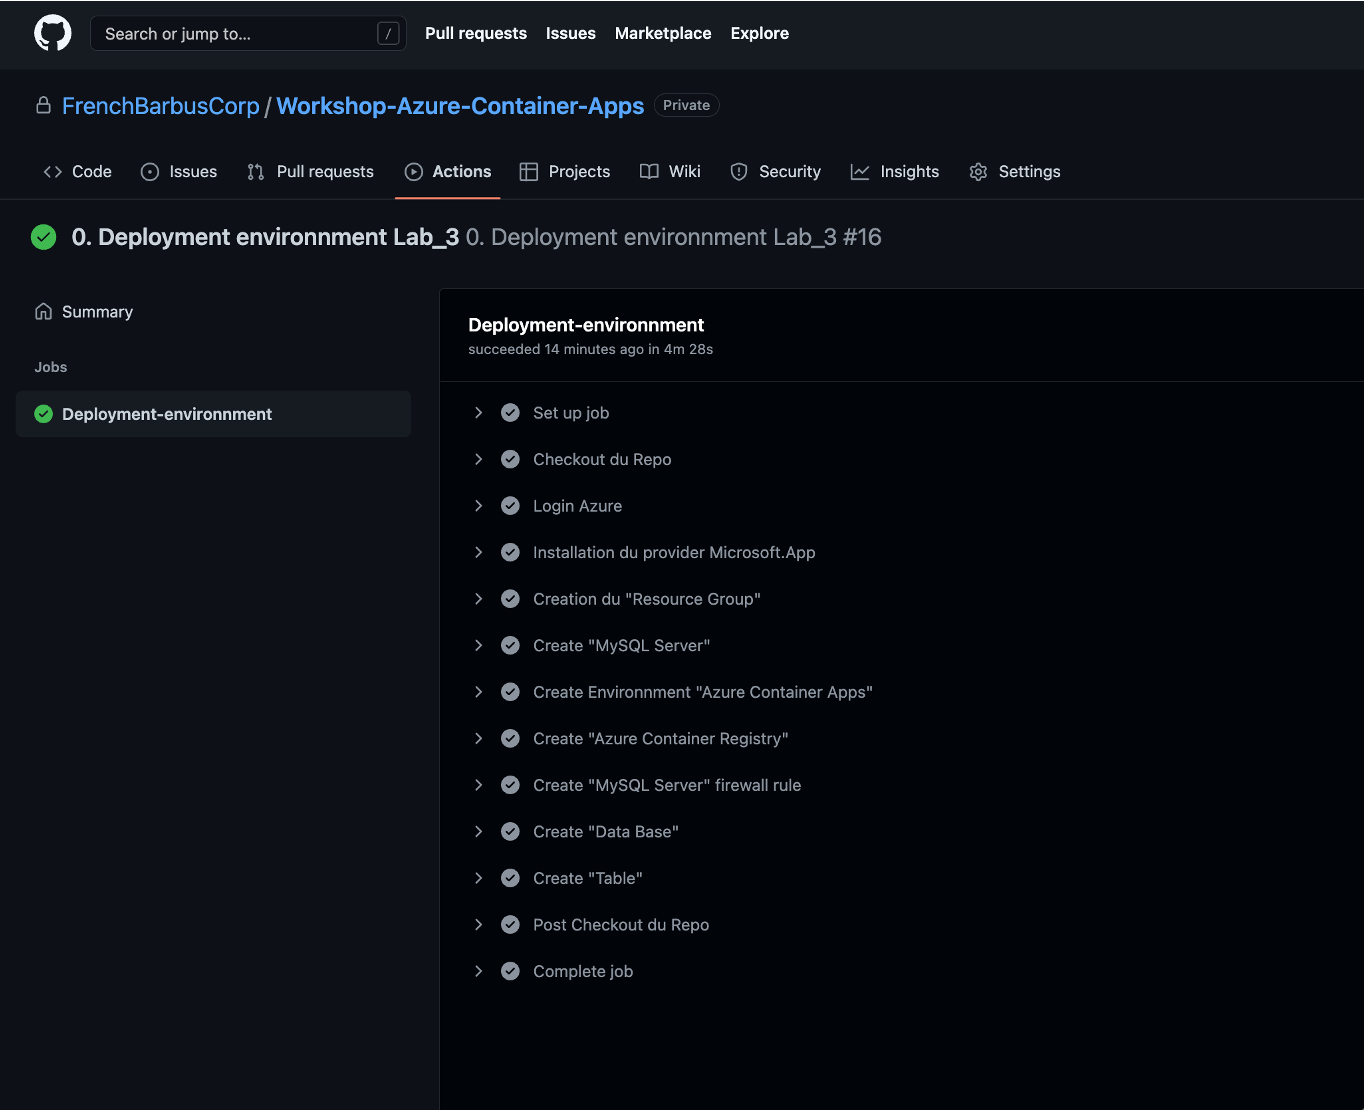 Search or jump to... / Pull requests Issues Marketplace Explore
FrenchBarbusCorp / Workshop-Azure-Container-Apps Private
Code Issues Pull requests Actions Projects Wiki Security Insights Settings
0. Deployment environnment Lab_3 0. Deployment environnment Lab_3 #16
Summary
Jobs
Deployment-environnment
Deployment-environnment
succeeded 14 minutes ago in 4m 28s
Set up job
Checkout du Repo
Login Azure
Installation du provider Microsoft.App
Creation du "Resource Group"
Create "MySQL Server"
Create Environnment "Azure Container Apps"
Create "Azure Container Registry"
Create "MySQL Server" firewall rule
Create "Data Base"
Create "Table"
Post Checkout du Repo
Complete job